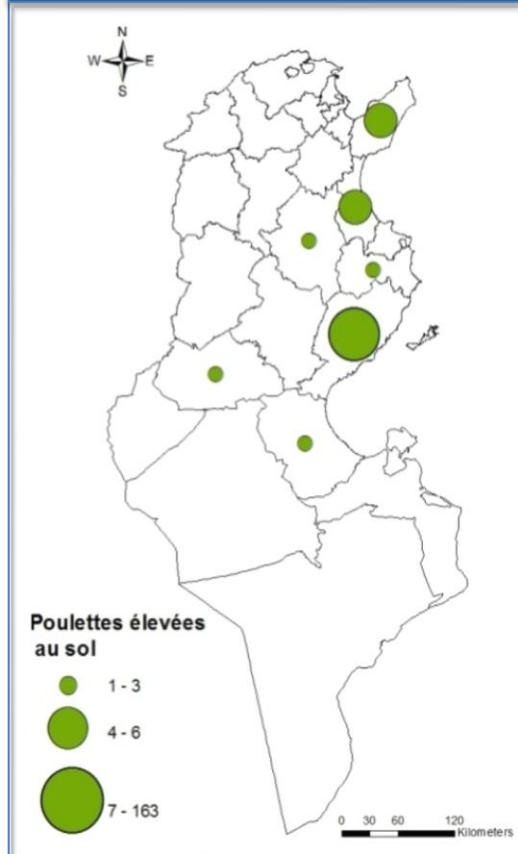 N
W E
S
Poulettes élevées
au sol
1 - 3
4 - 6
7 - 163
0 30 60 120
Kilometers